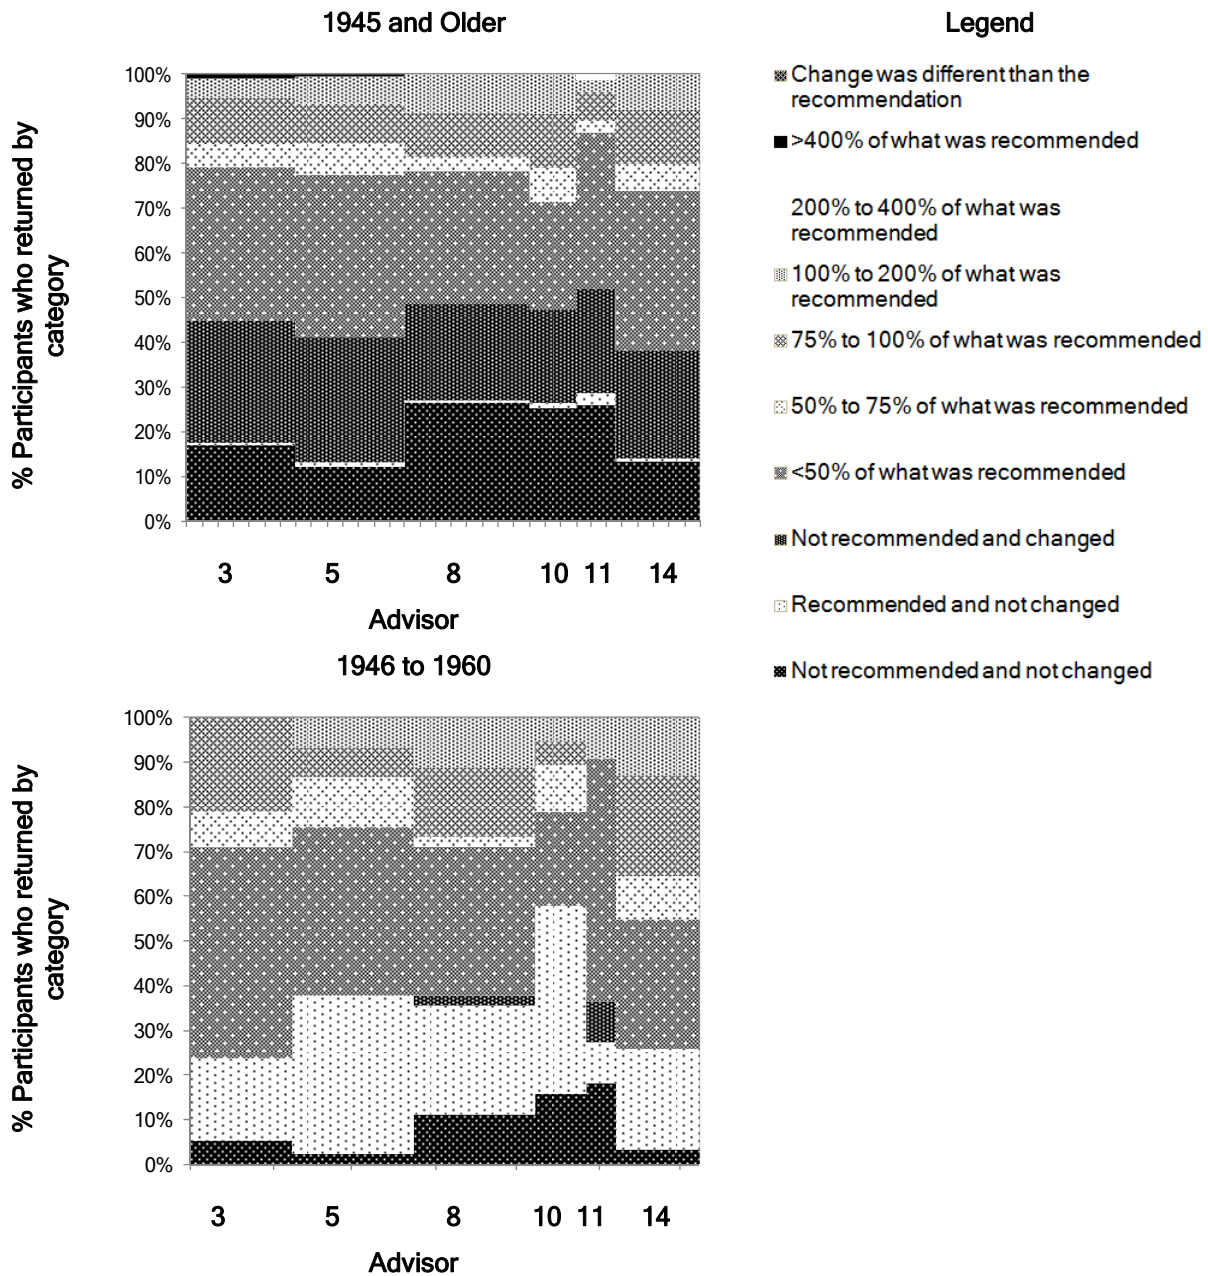 1945 and Older
% Participants who returned by
category
100%
90%
80%
70%
60%
50%
40%
30%
20%
10%
0%
3 5 8 10 11 14
Advisor
1946 to 1960
% Participants who returned by
category
100%
90%
80%
70%
60%
50%
40%
30%
20%
10%
0%
3 5 8 10 11 14
Advisor
Legend
Change was different than the
recommendation
>400% of what was recommended
200% to 400% of what was
recommended
100% to 200% of what was
recommended
75% to 100% of what was recommended
50% to 75% of what was recommended
<50% of what was recommended
Not recommended and changed
Recommended and not changed
Not recommended and not changed